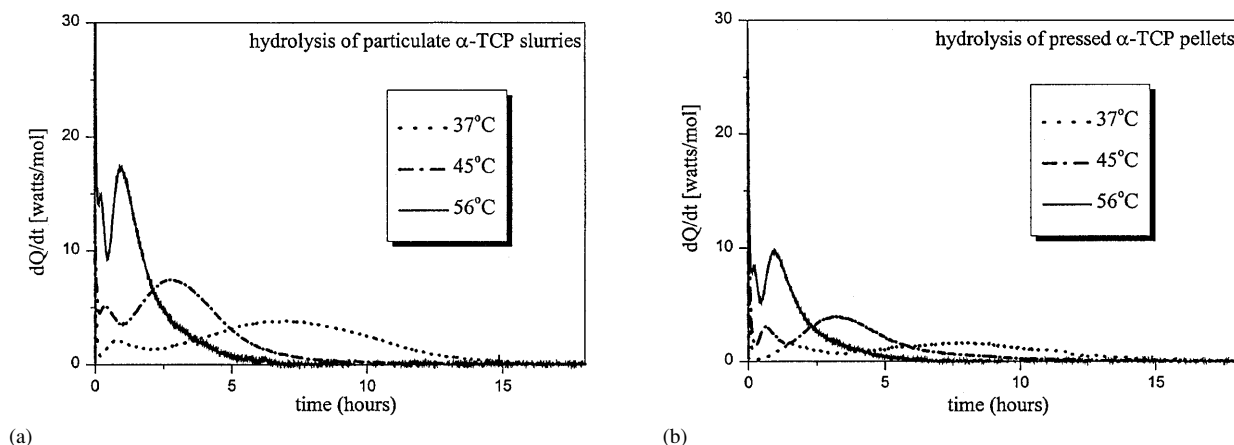 30
hydrolysis of particulate α-TCP slurries
37°C
45°C
56°C
20
10
0
dQ/dt [watts/mol]
0
5
10
15
time (hours)
(a)
30
hydrolysis of pressed α-TCP pellets
37°C
45°C
56°C
20
10
0
dQ/dt [watts/mol]
0
5
10
15
time (hours)
(b)